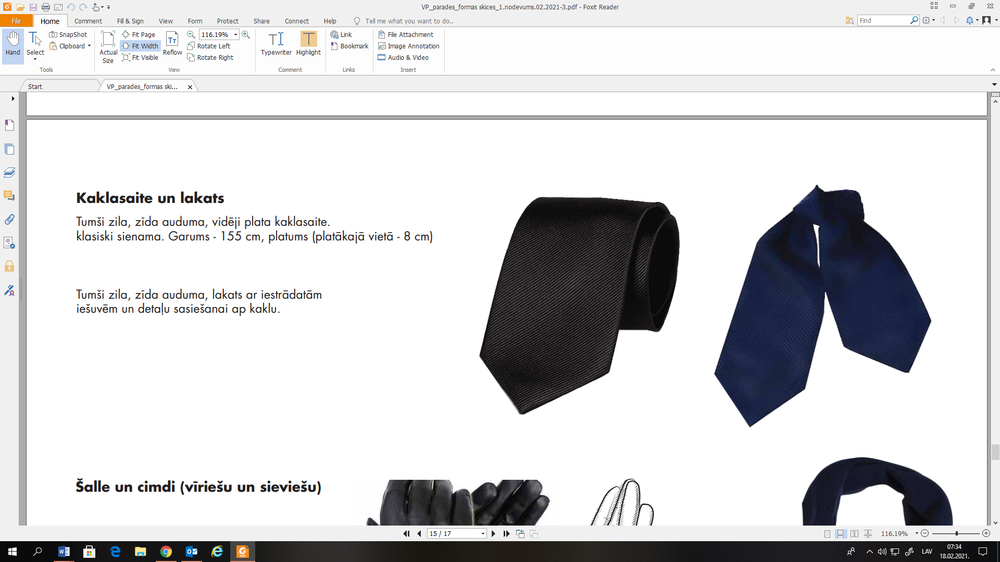 VP_parades_formas skices_1.nodevums.02.2021-3.pdf - Foxit Reader
File Home Comment Fill & Sign View Form Protect Share Connect Help Tell me what you want to do.. Find
Hand
Select
SnapShot
Clipboard
Tools
Actual Size
Fit Page
Fit Width
Fit Visible
Reflow
116.19%
Rotate Left
Rotate Right
View
Typewriter
Highlight
Comment
Link
Bookmark
Links
File Attachment
Image Annotation
Audio & Video
Insert
Start
VP_parades_formas ski...
Kaklasaite un lakats
Tumši zila, zīda auduma, vidēji plata kaklasaite.
klasiski sienama. Garums - 155 cm, platums (platākajā vietā - 8 cm)
Tumši zila, zīda auduma, lakats ar iestrādatām
iešuvēm un detaļu sasiešanai ap kaklu.
Šalle un cimdi (vīriešu un sieviešu)
15 / 17
116.19%
LAV
07:34
18.02.2021.